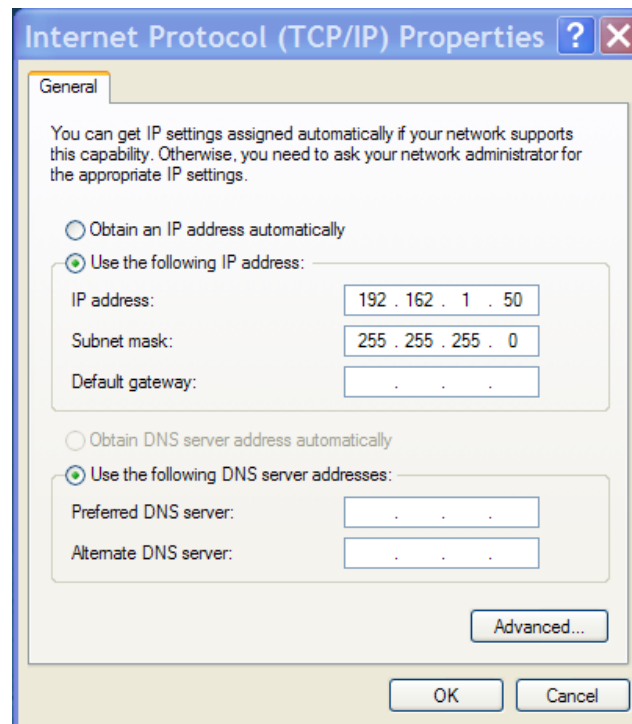 Internet Protocol (TCP/IP) Properties ?
General
You can get IP settings assigned automatically if your network supports
this capability. Otherwise, you need to ask your network administrator for
the appropriate IP settings.
Obtain an IP address automatically
Use the following IP address:
IP address: 192 . 162 . 1 . 50
Subnet mask: 255 . 255 . 255 . 0
Default gateway: . . .
Obtain DNS server address automatically
Use the following DNS server addresses:
Preferred DNS server: . . .
Alternate DNS server: . . .
Advanced...
OK Cancel